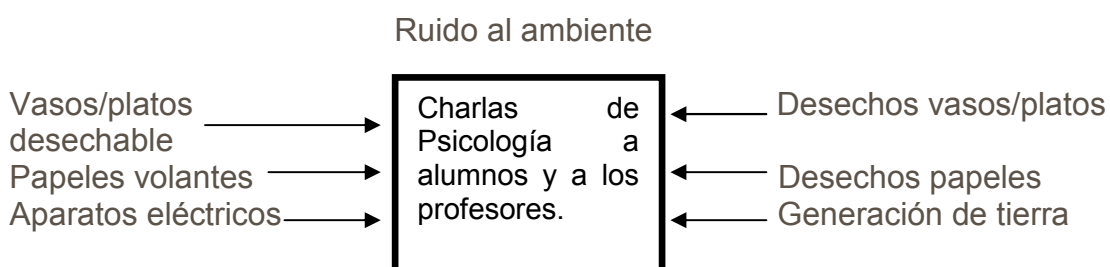 Ruido al ambiente
Vasos/platos
desechable
Papeles volantes
Aparatos eléctricos
Charlas de
Psicología a
alumnos y a los
profesores.
Desechos vasos/platos
Desechos papeles
Generación de tierra